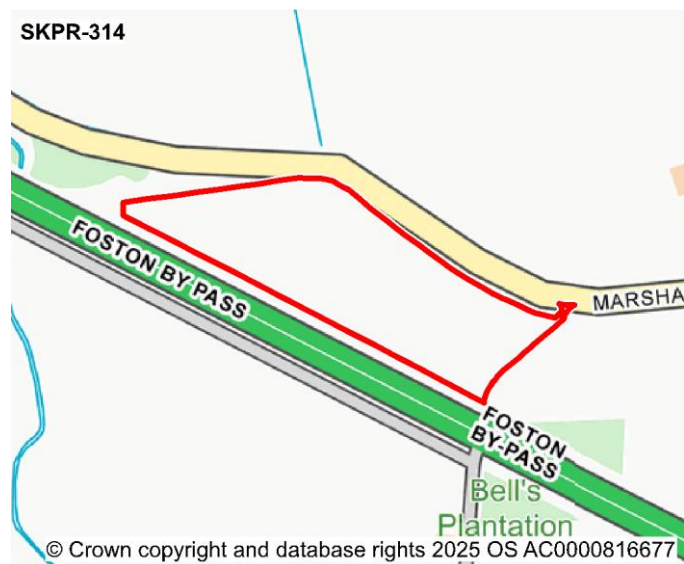 SKPR-314
FOSTON BY PASS
MARSHA
FOSTON
BY-PASS
Bell's
Plantation
© Crown copyright and database rights 2025 OS AC0000816677